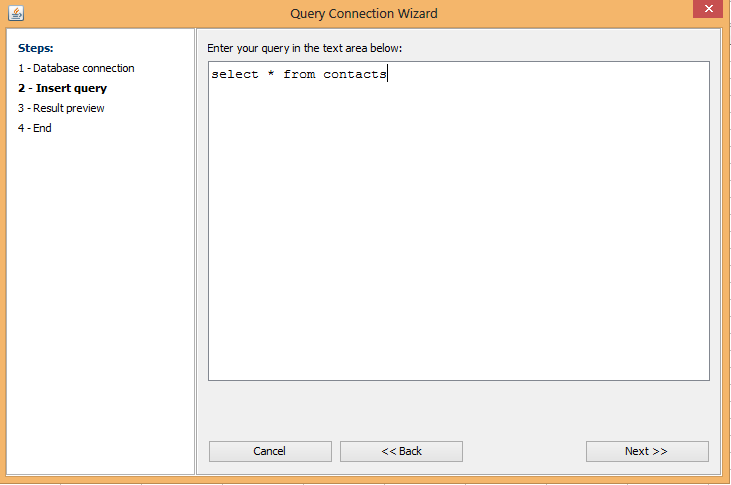 Query Connection Wizard
Steps:
1 - Database connection
2 - Insert query
3 - Result preview
4 - End
Enter your query in the text area below:
select * from contacts
Cancel
<< Back
Next >>